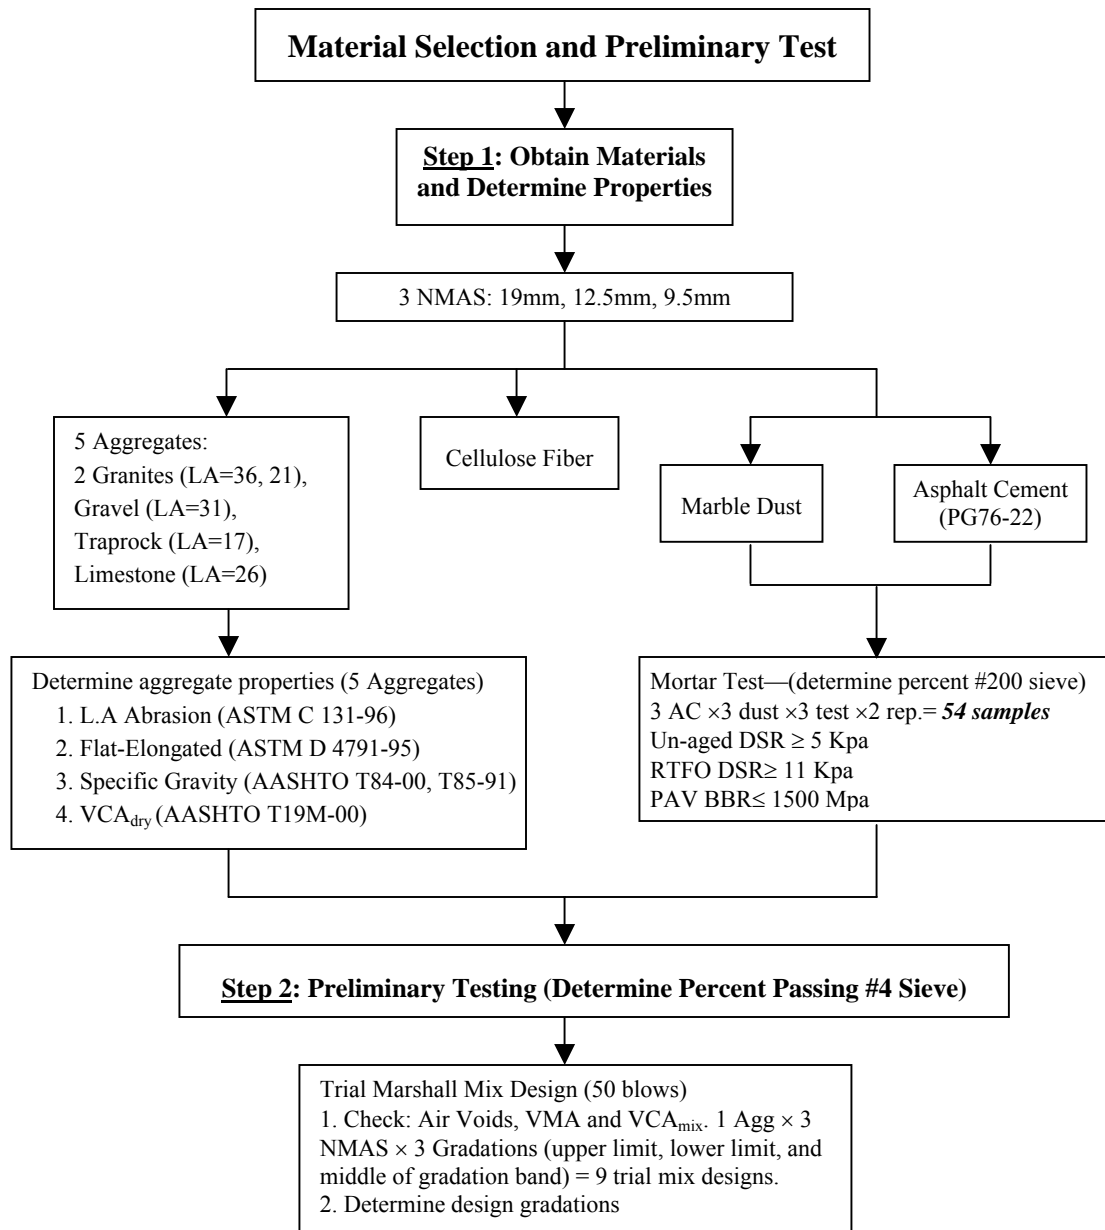 Material Selection and Preliminary Test
Step 1: Obtain Materials
and Determine Properties
3 NMAS: 19mm, 12.5mm, 9.5mm
5 Aggregates:
2 Granites (LA=36, 21),
Gravel (LA=31),
Traprock (LA=17),
Limestone (LA=26)
Cellulose Fiber
Marble Dust
Asphalt Cement
(PG76-22)
Determine aggregate properties (5 Aggregates)
1. L.A Abrasion (ASTM C 131-96)
2. Flat-Elongated (ASTM D 4791-95)
3. Specific Gravity (AASHTO T84-00, T85-91)
4. VCAdry (AASHTO T19M-00)
Mortar Test—(determine percent #200 sieve)
3 AC ×3 dust ×3 test ×2 rep.= 54 samples
Un-aged DSR ≥ 5 Kpa
RTFO DSR≥ 11 Kpa
PAV BBR≤ 1500 Mpa
Step 2: Preliminary Testing (Determine Percent Passing #4 Sieve)
Trial Marshall Mix Design (50 blows)
1. Check: Air Voids, VMA and VCAmix. 1 Agg × 3
NMAS × 3 Gradations (upper limit, lower limit, and
middle of gradation band) = 9 trial mix designs.
2. Determine design gradations